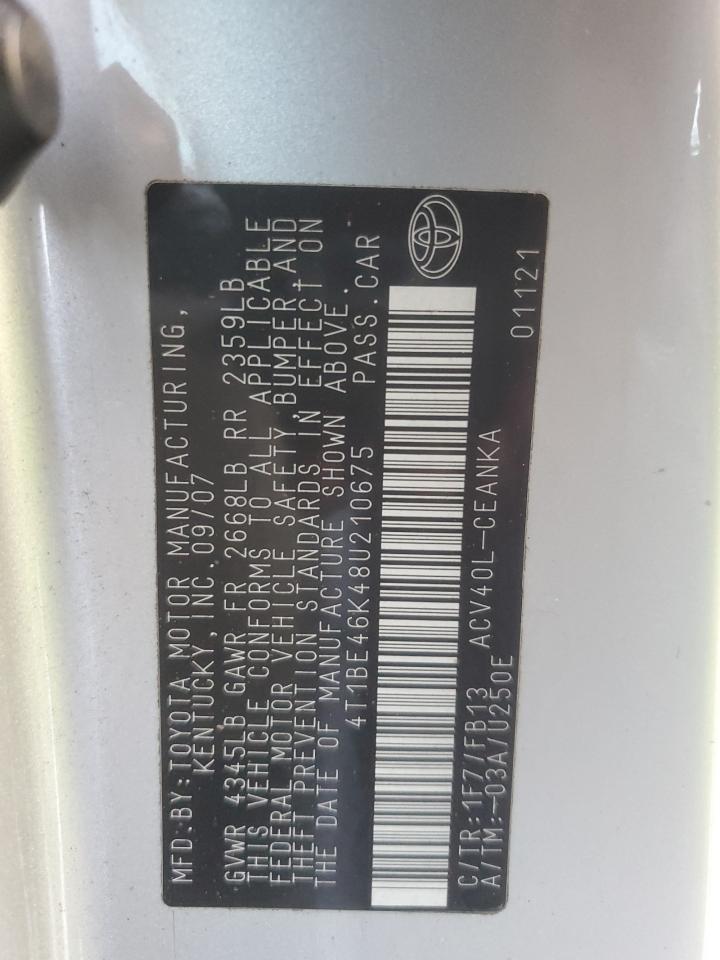 MFD.BY:TOYOTA MOTOR MANUFACTURING,
KENTUCKY,INC 09/07
GVWR 4345LB GAWR FR 2668LB RR 2359LB
THIS VEHICLE CONFORMS TO ALL APPLICABLE
FEDERAL MOTOR VEHICLE SAFETY,BUMPER,AND
THEFT PREVENTION STANDARDS IN EFFECT ON
THE DATE OF MANUFACTURE SHOWN ABOVE.
4T1BE46K48U210675 PASS.CAR
C/TR:1F7/FB13 ACV40L-CEANKA
A/TM:-03A/U250E 01121